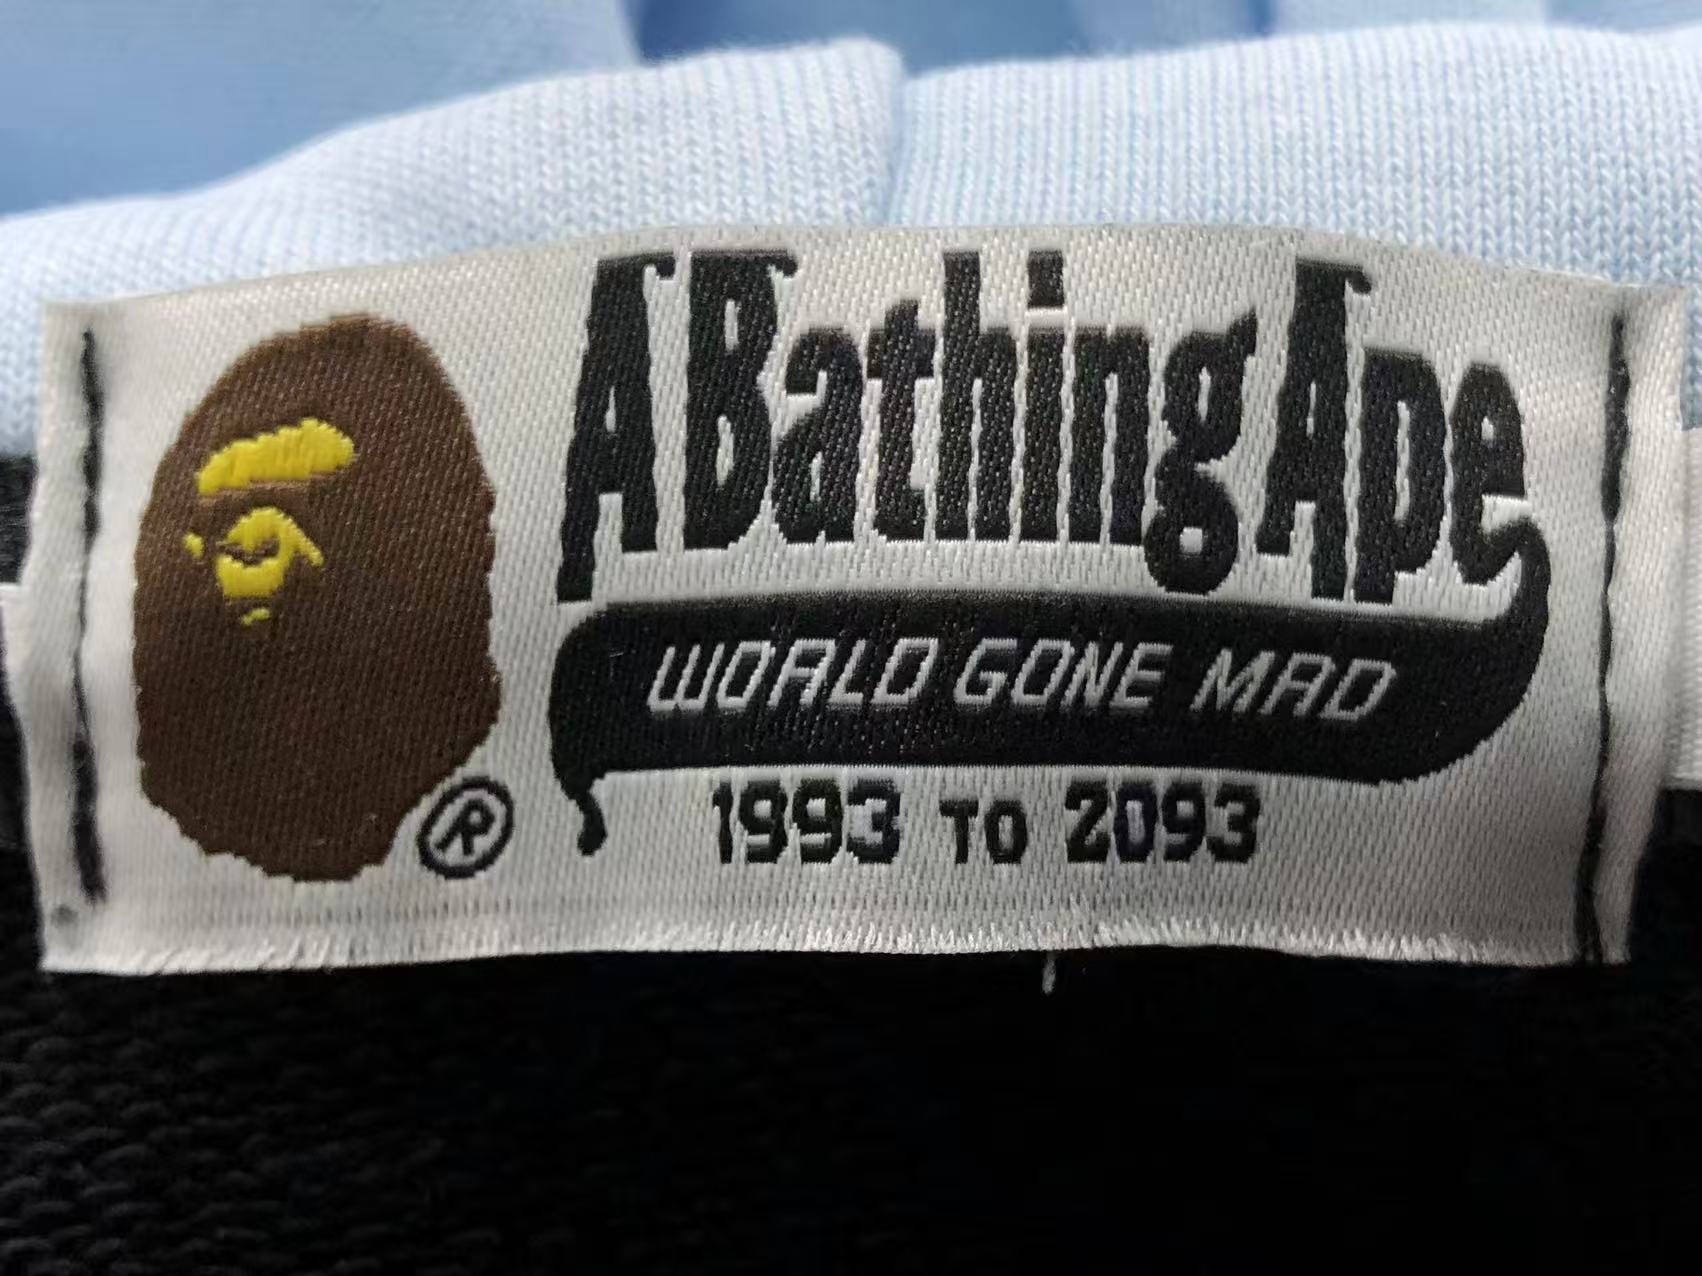 A Bathing Ape
WORLD GONE MAD
®
1993 TO 2093